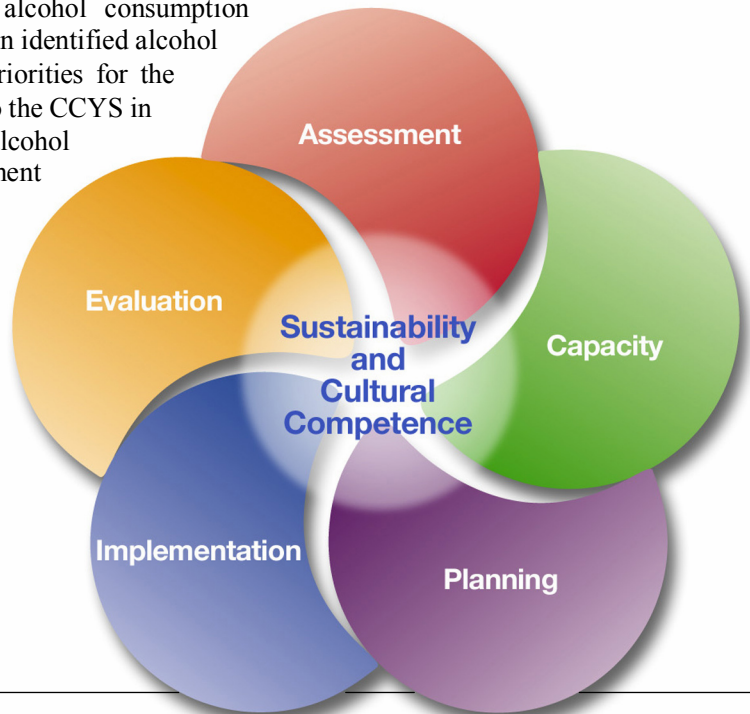 alcohol consumption
n identified alcohol
riorities for the
the CCYS in
lcohol
nent
Assessment
Evaluation
Capacity
Sustainability
and
Cultural
Competence
Implementation
Planning